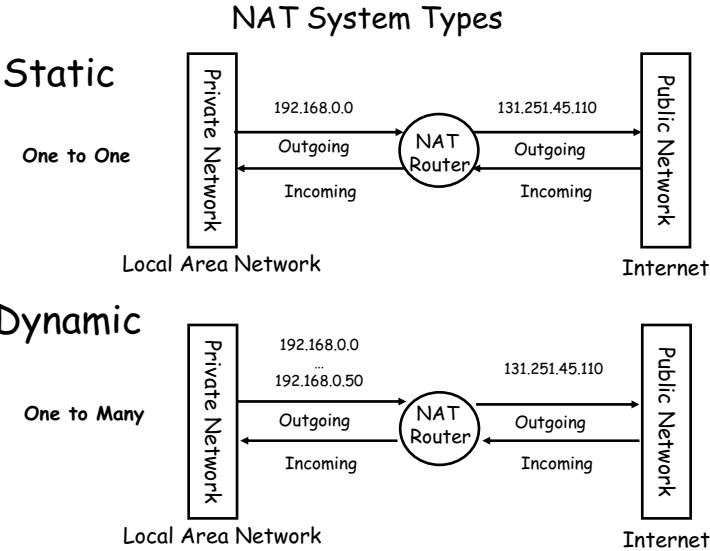 NAT System Types
Static
One to One
Private Network
192.168.0.0
Outgoing
Incoming
NAT
Router
131.251.45.110
Outgoing
Incoming
Public Network
Local Area Network
Internet
Dynamic
One to Many
Private Network
192.168.0.0
...
192.168.0.50
Outgoing
Incoming
NAT
Router
131.251.45.110
Outgoing
Incoming
Public Network
Local Area Network
Internet